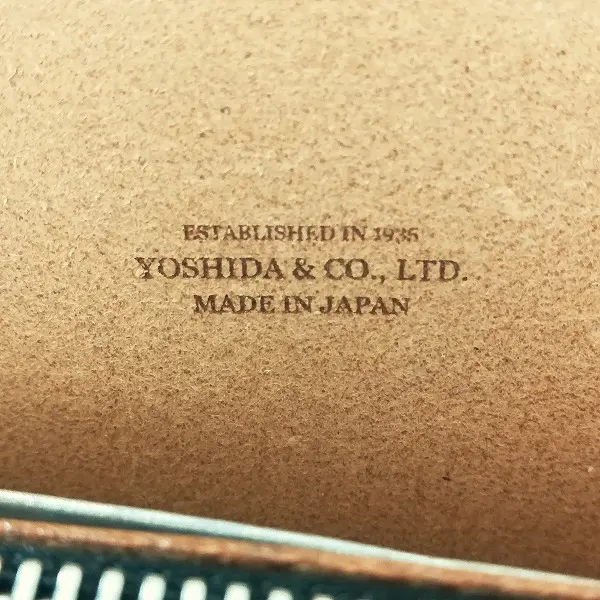 ESTABLISHED IN 1935
YOSHIDA & CO., LTD.
MADE IN JAPAN